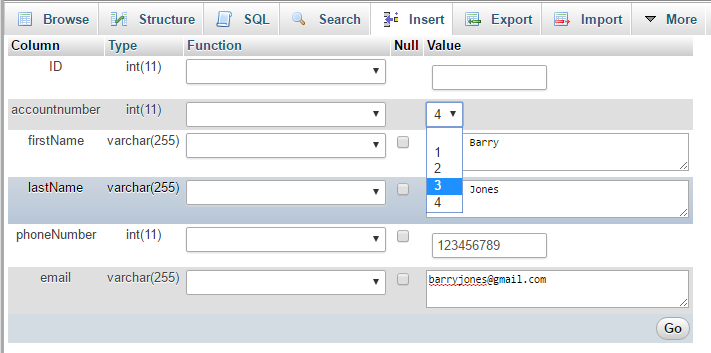 Browse Structure SQL Search Insert Export Import More
Column Type Function Null Value
ID int(11)
accountnumber int(11) 4
firstName varchar(255) Barry
1
2
lastName varchar(255) Jones
3
4
phoneNumber int(11) 123456789
email varchar(255) barryjones@gmail.com
Go